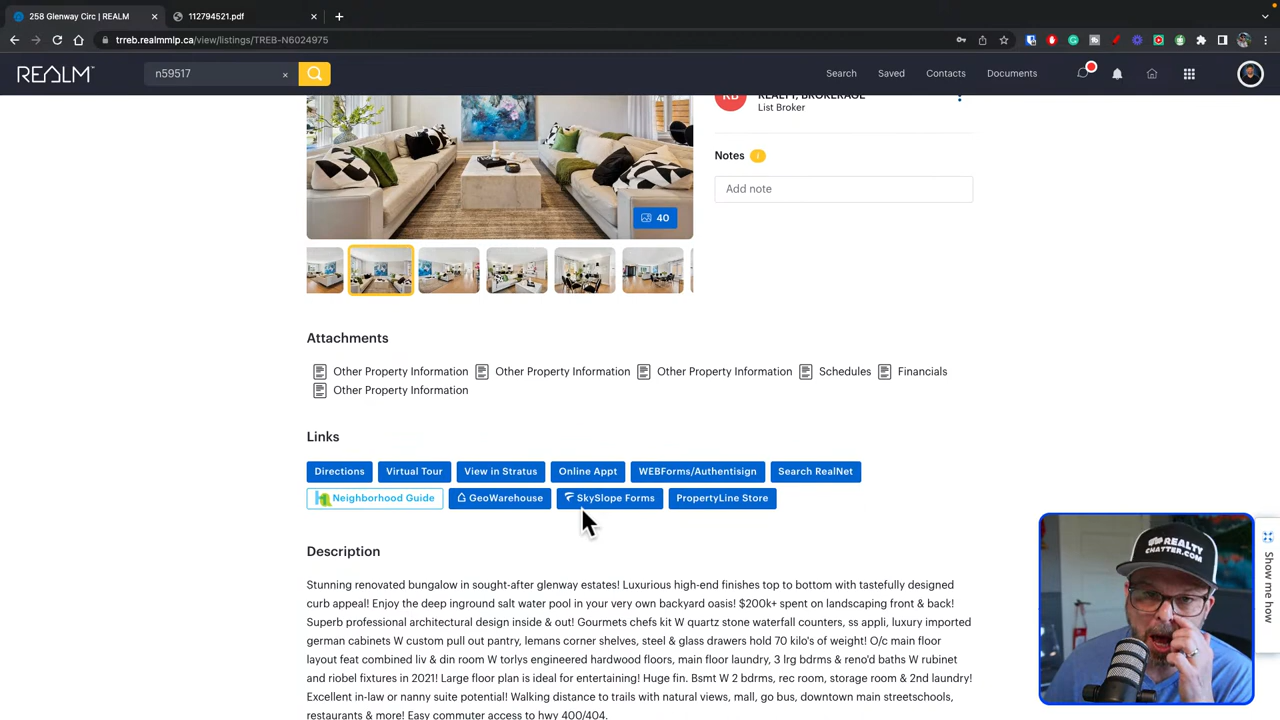 258 Glenway Circ | REALM
112794521.pdf
trreb.realmmlp.ca/view/listings/TREB-N6024975
REALM
n59517
Search Saved Contacts Documents
REALTY, BROKERAGE
List Broker
Notes
Add note
40
Attachments
Other Property Information Other Property Information Other Property Information Schedules Financials
Other Property Information
Links
Directions Virtual Tour View in Stratus Online Appt WEBForms/Authentisign Search RealNet
Neighborhood Guide GeoWarehouse SkySlope Forms PropertyLine Store
Description
Stunning renovated bungalow in sought-after glenway estates! Luxurious high-end finishes top to bottom with tastefully designed
curb appeal! Enjoy the deep inground salt water pool in your very own backyard oasis! $200k+ spent on landscaping front & back!
Superb professional architectural design inside & out! Gourmets chefs kit W quartz stone waterfall counters, ss appli, luxury imported
german cabinets W custom pull out pantry, lemans corner shelves, steel & glass drawers hold 70 kilo's of weight! O/c main floor
layout feat combined liv & din room W torlys engineered hardwood floors, main floor laundry, 3 lrg bdrms & reno'd baths W rubinet
and riobel fixtures in 2021! Large floor plan is ideal for entertaining! Huge fin. Bsmt W 2 bdrms, rec room, storage room & 2nd laundry!
Excellent in-law or nanny suite potential! Walking distance to trails with natural views, mall, go bus, downtown main streetschools,
restaurants & more! Easy commuter access to hwy 400/404.
REALTY
CHATTER.COM
Show me how